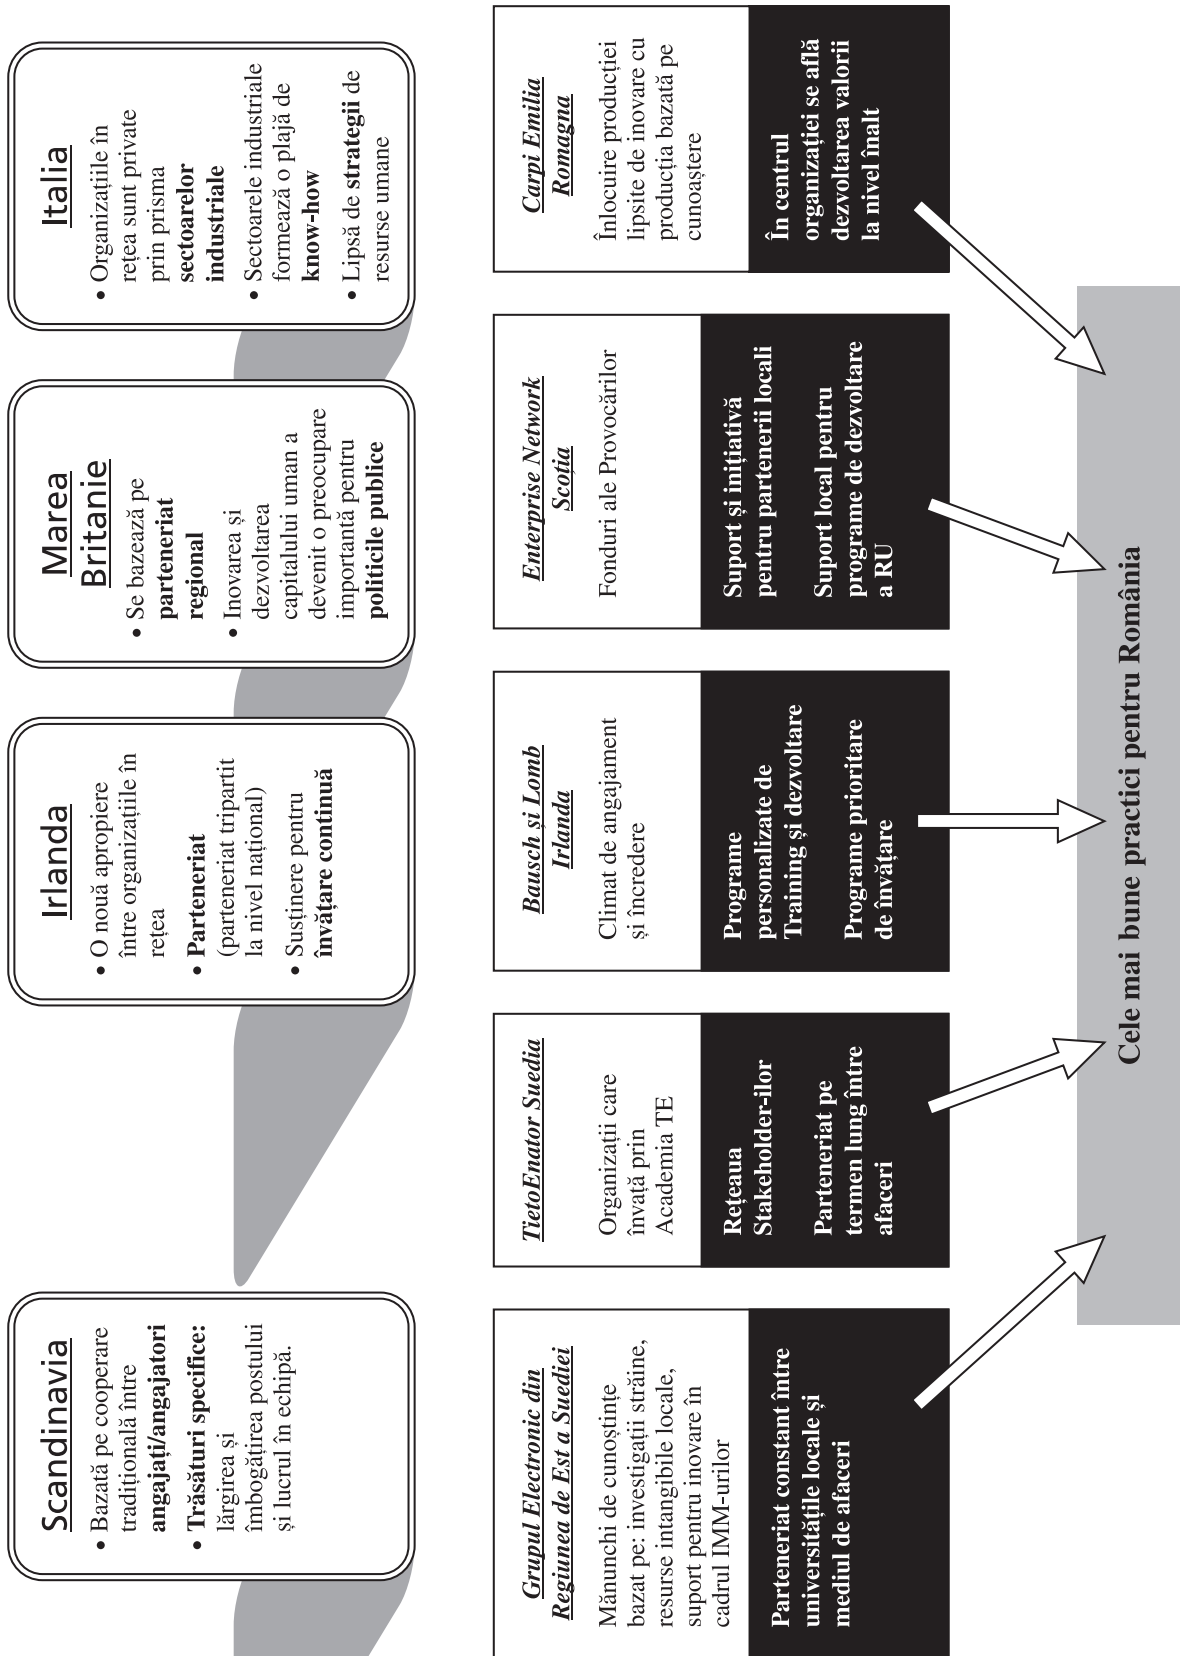 Scandinavia
• Bazată pe cooperare
tradițională între
angajați/angajatori
• Trăsături specifice:
lărgirea și
îmbogățirea postului
și lucrul în echipă.
Irlanda
• O nouă apropiere
între organizațiile în
rețea
• Parteneriat
(parteneriat tripartit
la nivel național)
• Susținere pentru
învățare continuă
Marea
Britanie
• Se bazează pe
parteneriat
regional
• Inovarea și
dezvoltarea
capitalului uman a
devenit o preocupare
importantă pentru
politicile publice
Italia
• Organizațiile în
rețea sunt private
prin prisma
sectoarelor
industriale
• Sectoarele industriale
formează o plajă de
know-how
• Lipsă de strategii de
resurse umane
Grupul Electronic din
Regiunea de Est a Suediei
Mănunchi de cunoștințe
bazat pe: investigații străine,
resurse intangibile locale,
suport pentru inovare în
cadrul IMM-urilor
Parteneriat constant între
universitățile locale și
mediul de afaceri
TietoEnator Suedia
Organizații care
învață prin
Academia TE
Rețeaua
Stakeholder-ilor
Parteneriat pe
termen lung între
afaceri
Bausch și Lomb
Irlanda
Climat de angajament
și încredere
Programe
personalizate de
Training și dezvoltare
Programe prioritare
de învățare
Enterprise Network
Scoția
Fonduri ale Provocărilor
Suport și inițiativă
pentru partenerii locali
Suport local pentru
programe de dezvoltare
a RU
Carpi Emilia
Romagna
Înlocuire producției
lipsite de inovare cu
producția bazată pe
cunoaștere
În centrul
organizației se află
dezvoltarea valorii
la nivel înalt
Cele mai bune practici pentru România